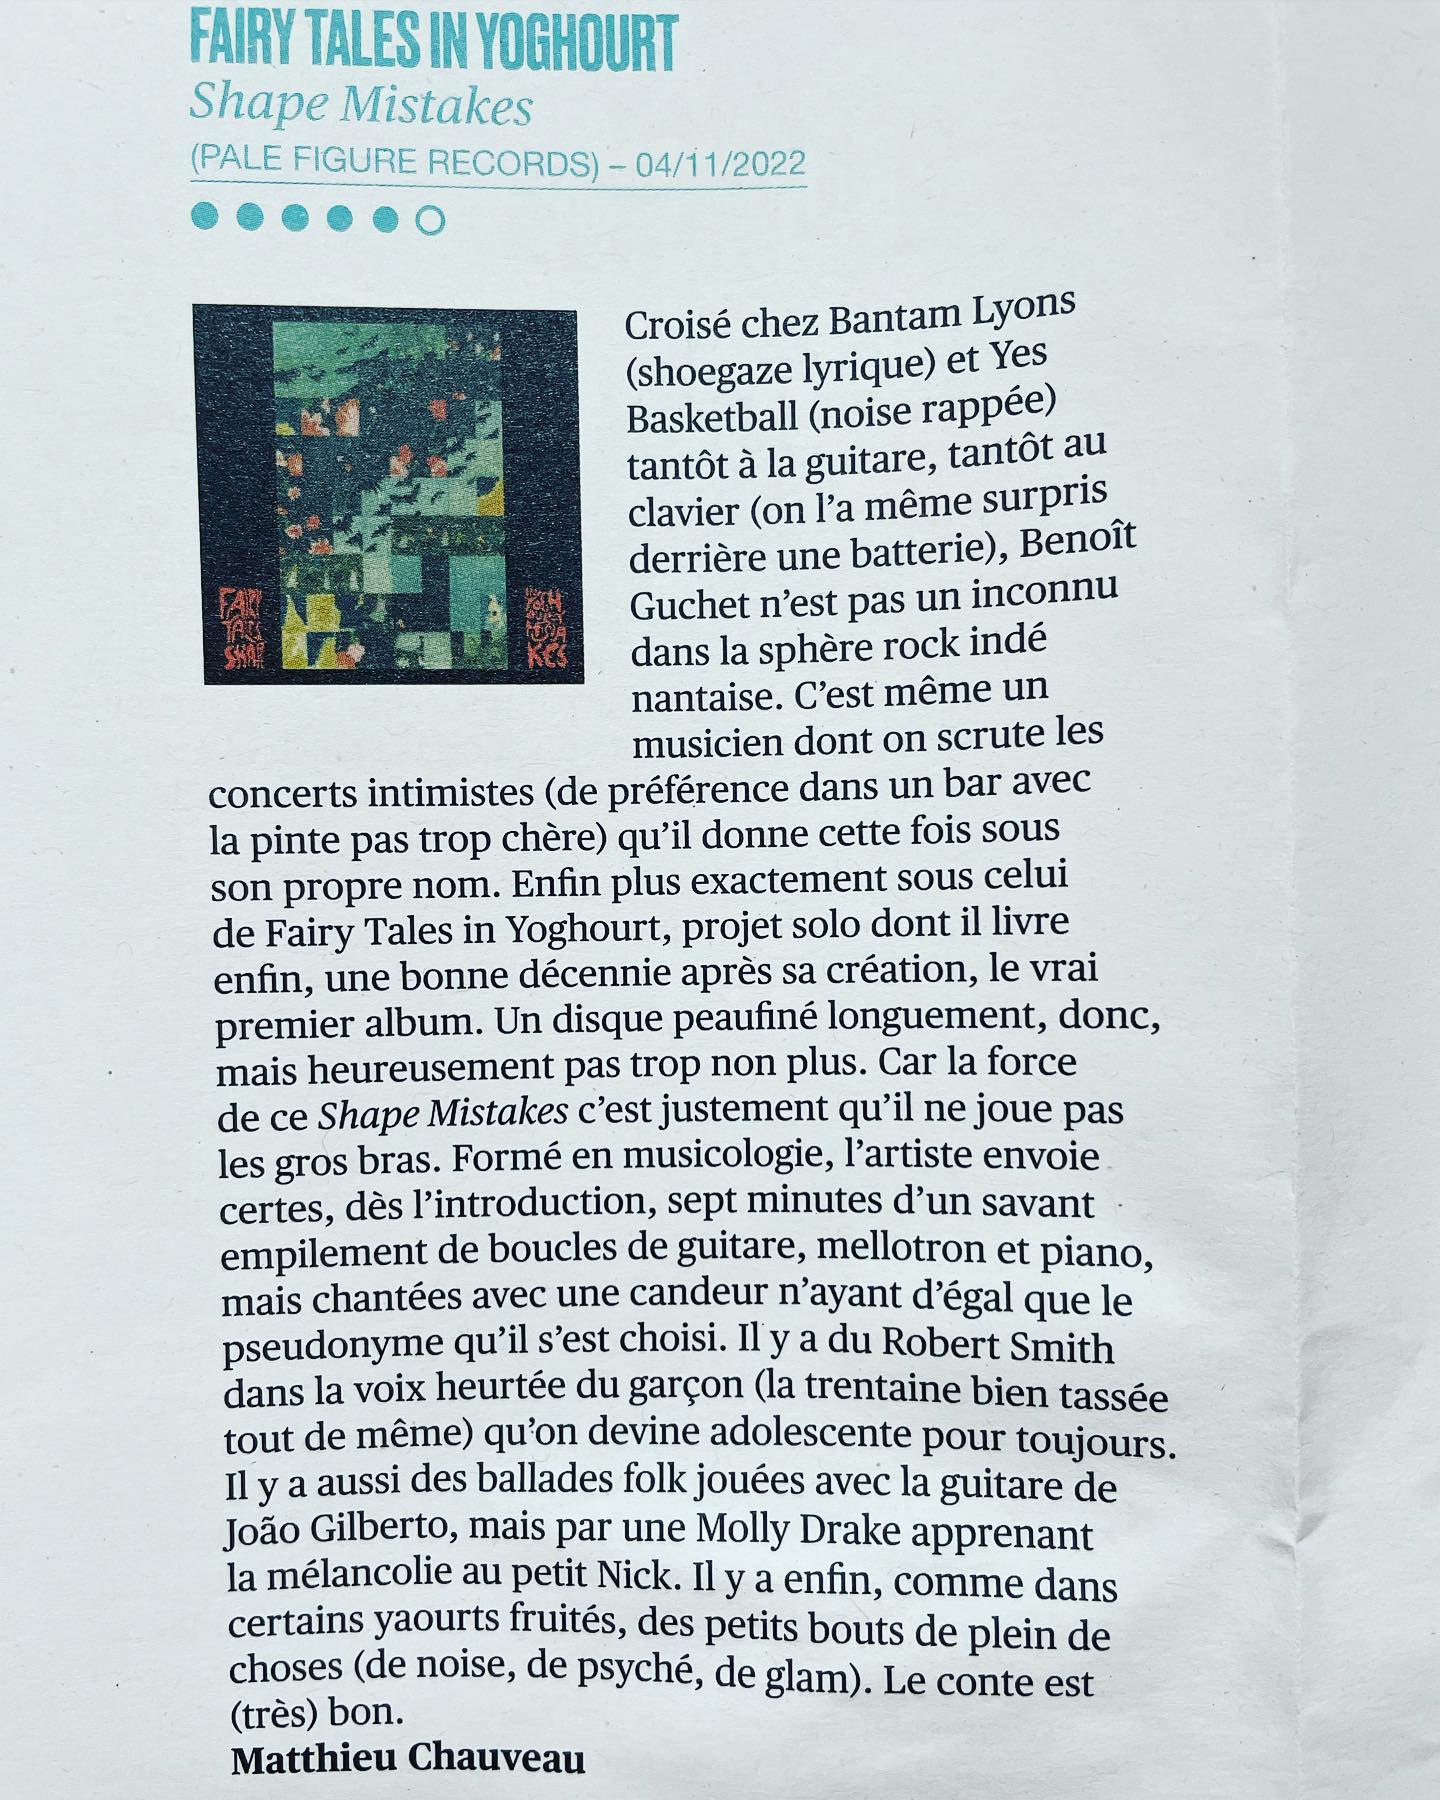 FAIRY TALES IN YOGHOURT
Shape Mistakes
(PALE FIGURE RECORDS) – 04/11/2022
FAIRY
TALES
SHAP
KES
Croisé chez Bantam Lyons
(shoegaze lyrique) et Yes
Basketball (noise rappée)
tantôt à la guitare, tantôt au
clavier (on l’a même surpris
derrière une batterie), Benoît
Guchet n’est pas un inconnu
dans la sphère rock indé
nantaise. C’est même un
musicien dont on scrute les
concerts intimistes (de préférence dans un bar avec
la pinte pas trop chère) qu’il donne cette fois sous
son propre nom. Enfin plus exactement sous celui
de Fairy Tales in Yoghourt, projet solo dont il livre
enfin, une bonne décennie après sa création, le vrai
premier album. Un disque peaufiné longuement, donc,
mais heureusement pas trop non plus. Car la force
de ce Shape Mistakes c’est justement qu’il ne joue pas
les gros bras. Formé en musicologie, l’artiste envoie
certes, dès l’introduction, sept minutes d’un savant
empilement de boucles de guitare, mellotron et piano,
mais chantées avec une candeur n’ayant d’égal que le
pseudonyme qu’il s’est choisi. Il y a du Robert Smith
dans la voix heurtée du garçon (la trentaine bien tassée
tout de même) qu’on devine adolescente pour toujours.
Il y a aussi des ballades folk jouées avec la guitare de
João Gilberto, mais par une Molly Drake apprenant
la mélancolie au petit Nick. Il y a enfin, comme dans
certains yaourts fruités, des petits bouts de plein de
choses (de noise, de psyché, de glam). Le conte est
(très) bon.
Matthieu Chauveau